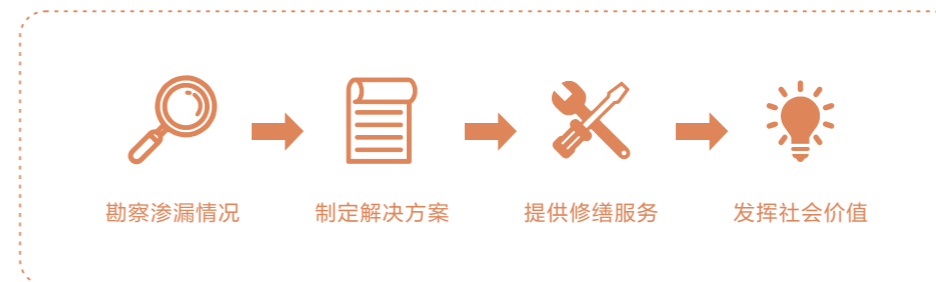 勘察渗漏情况
制定解决方案
提供修缮服务
发挥社会价值